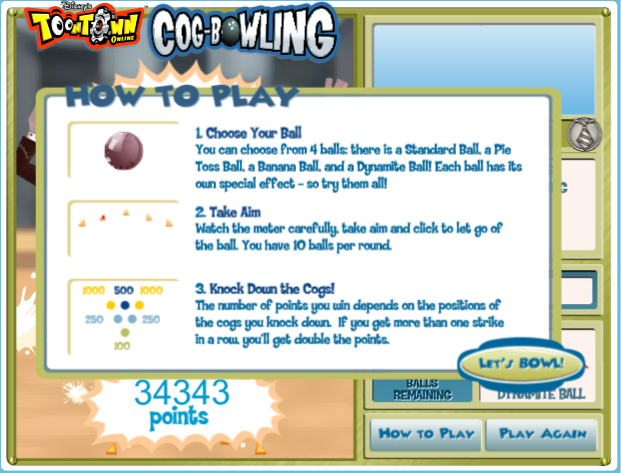 Disney's
TOONTOWN
ONLINE
COG-BOWLING
HOW TO PLAY
1. Choose Your Ball
You can choose from 4 balls: there is a Standard Ball, a Pie
Toss Ball, a Banana Ball, and a Dynamite Ball! Each ball has its
own special effect - so try them all!
2. Take Aim
Watch the meter carefully, take aim and click to let go of
the ball. You have 10 balls per round.
3. Knock Down the Cogs!
The number of points you win depends on the positions of
the cogs you knock down. If you get more than one strike
in a row, you'll get double the points.
1000 500 1000
250 250
100
LET'S BOWL!
34343
points
BALLS
REMAINING
DYNAMITE BALL
HOW TO PLAY
PLAY AGAIN